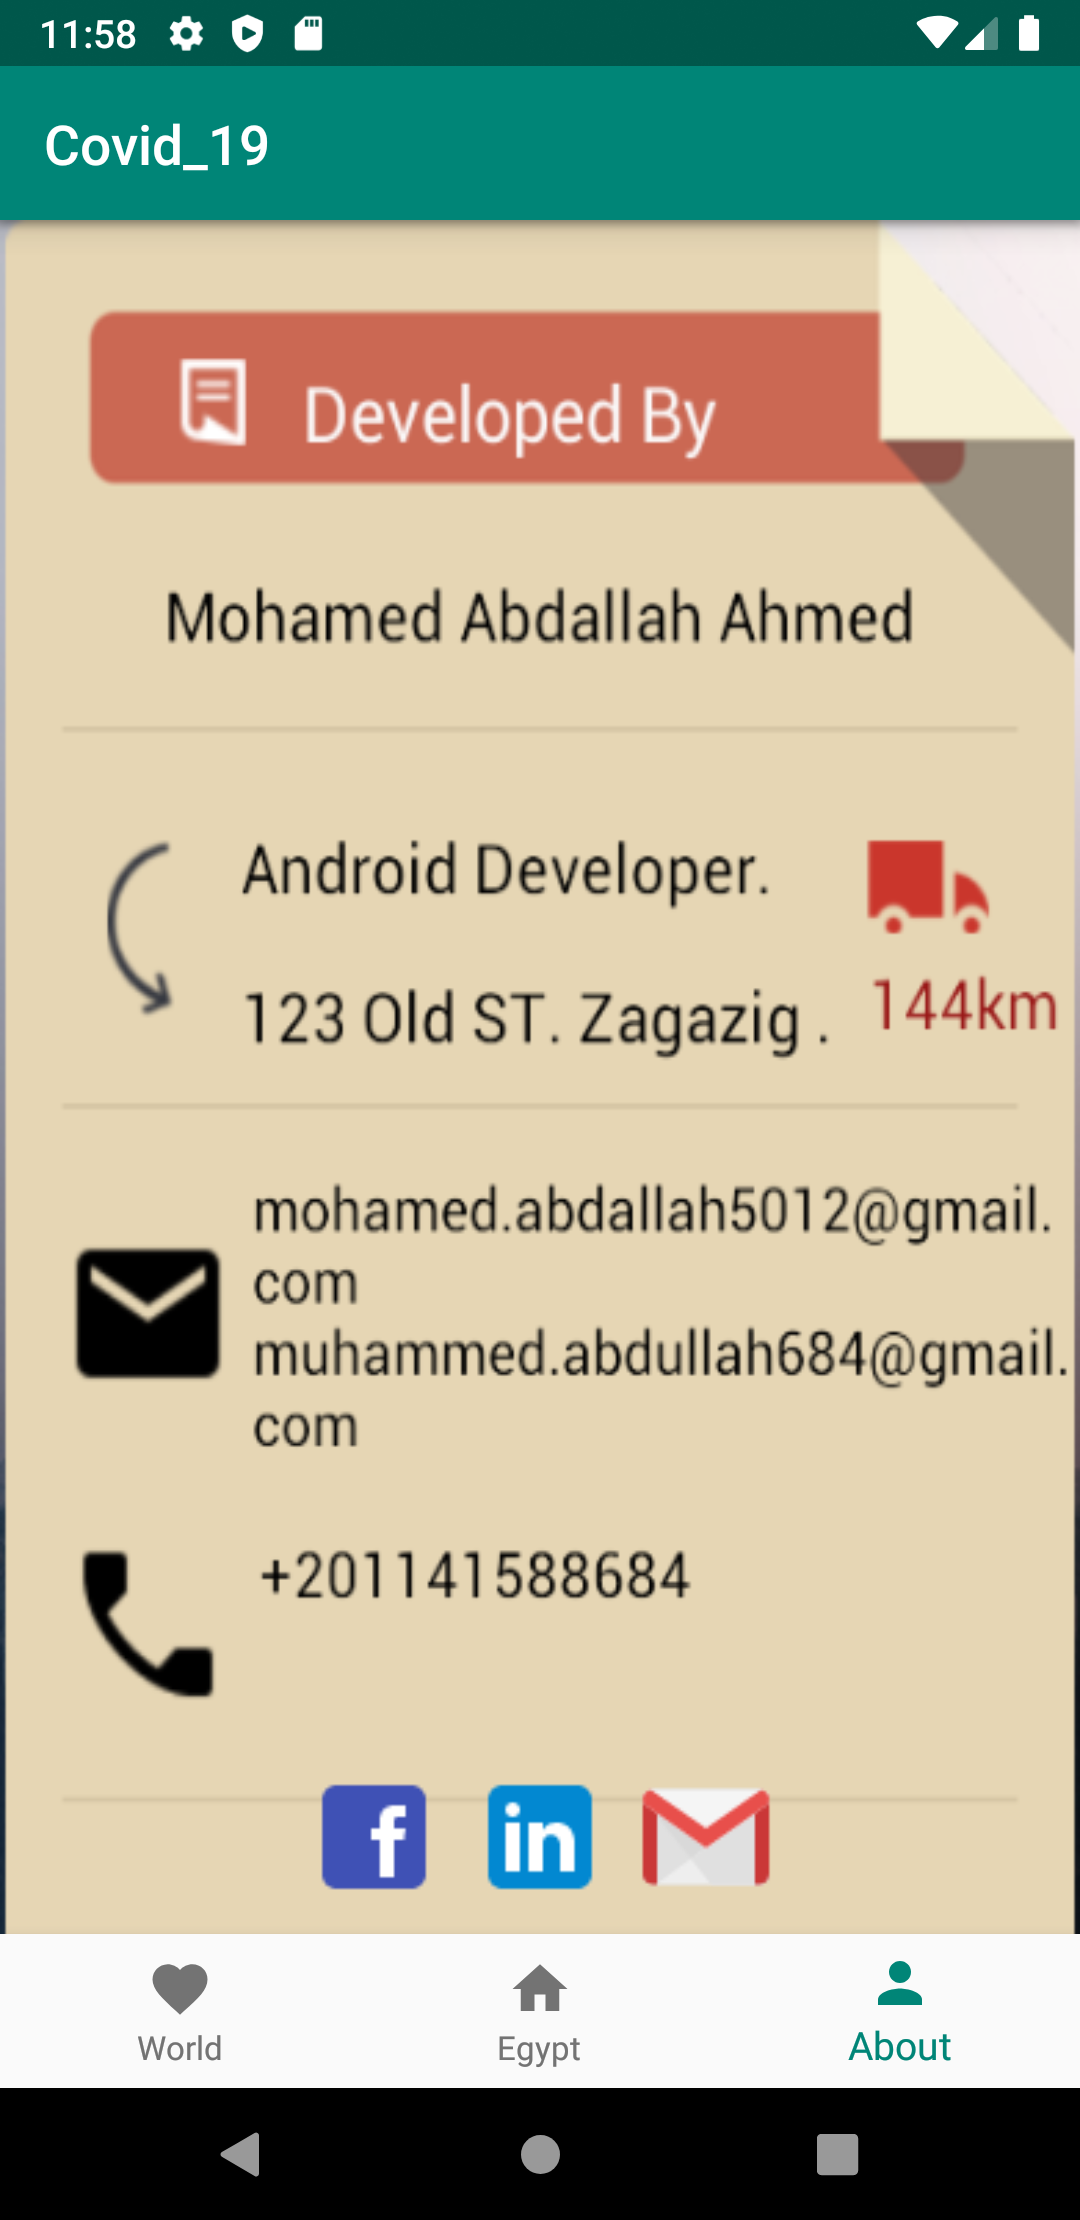 11:58
Covid_19
Developed By
Mohamed Abdallah Ahmed
Android Developer.
123 Old ST. Zagazig .
144km
mohamed.abdallah5012@gmail.
com
muhammed.abdullah684@gmail.
com
+201141588684
f in
World Egypt About